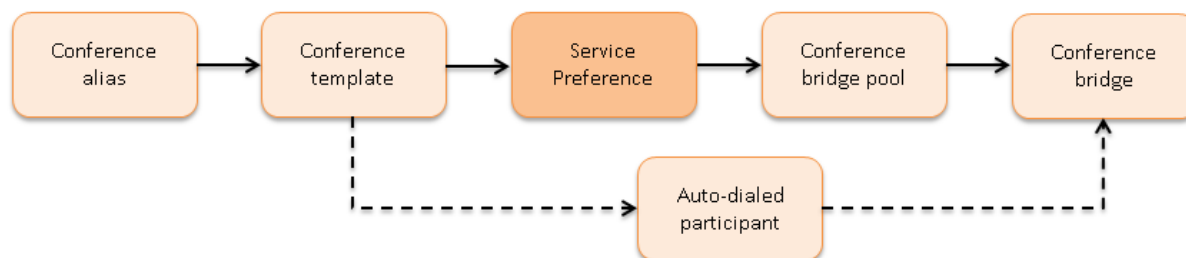 Conference
alias
Conference
template
Service
Preference
Conference
bridge pool
Conference
bridge
Auto-dialed
participant